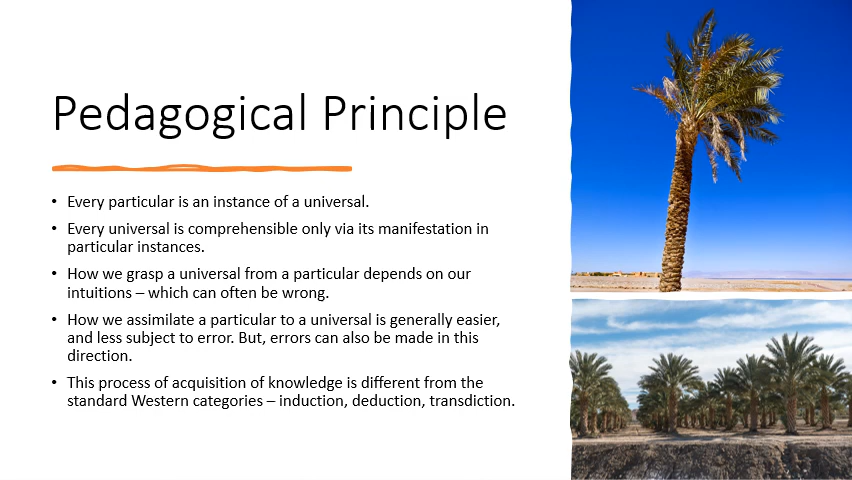 Pedagogical Principle
• Every particular is an instance of a universal.
• Every universal is comprehensible only via its manifestation in
particular instances.
• How we grasp a universal from a particular depends on our
intuitions – which can often be wrong.
• How we assimilate a particular to a universal is generally easier,
and less subject to error. But, errors can also be made in this
direction.
• This process of acquisition of knowledge is different from the
standard Western categories – induction, deduction, transdiction.